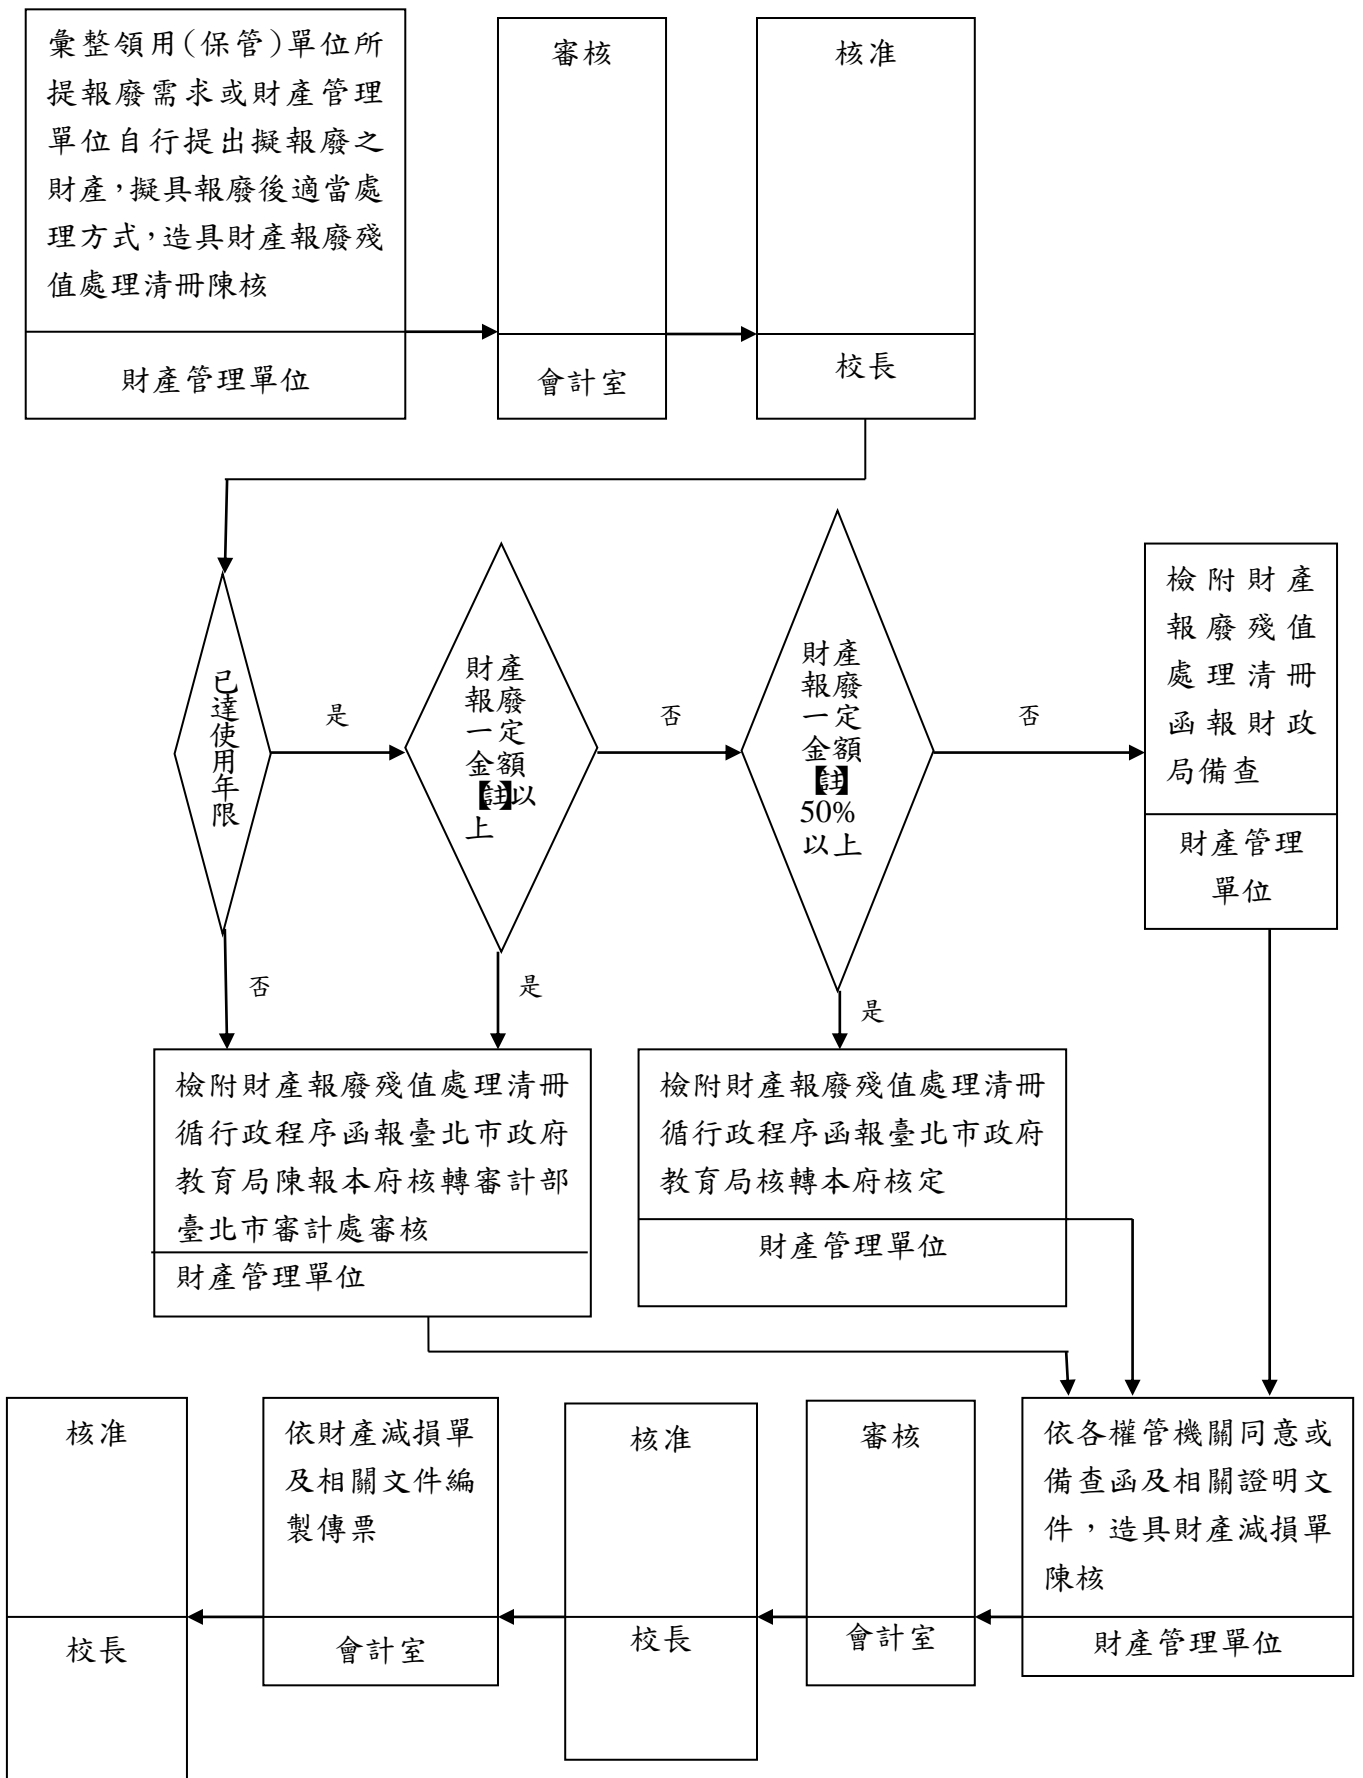 彙整領用(保管)單位所
提報廢需求或財產管理
單位自行提出擬報廢之
財產，擬具報廢後適當處
理方式，造具財產報廢殘
值處理清冊陳核
財產管理單位
審核
會計室
核准
校長
已達使用年限
是
否
財產
報廢
一定
金額
【註】以
上
否
是
財產
報廢
一定
金額
【註】
50%
以上
否
是
檢附財產
報廢殘值
處理清冊
函報財政
局備查
財產管理
單位
檢附財產報廢殘值處理清冊
循行政程序函報臺北市政府
教育局陳報本府核轉審計部
臺北市審計處審核
財產管理單位
檢附財產報廢殘值處理清冊
循行政程序函報臺北市政府
教育局核轉本府核定
財產管理單位
依各權管機關同意或
備查函及相關證明文
件，造具財產減損單
陳核
財產管理單位
審核
會計室
核准
校長
依財產減損單
及相關文件編
製傳票
會計室
核准
校長